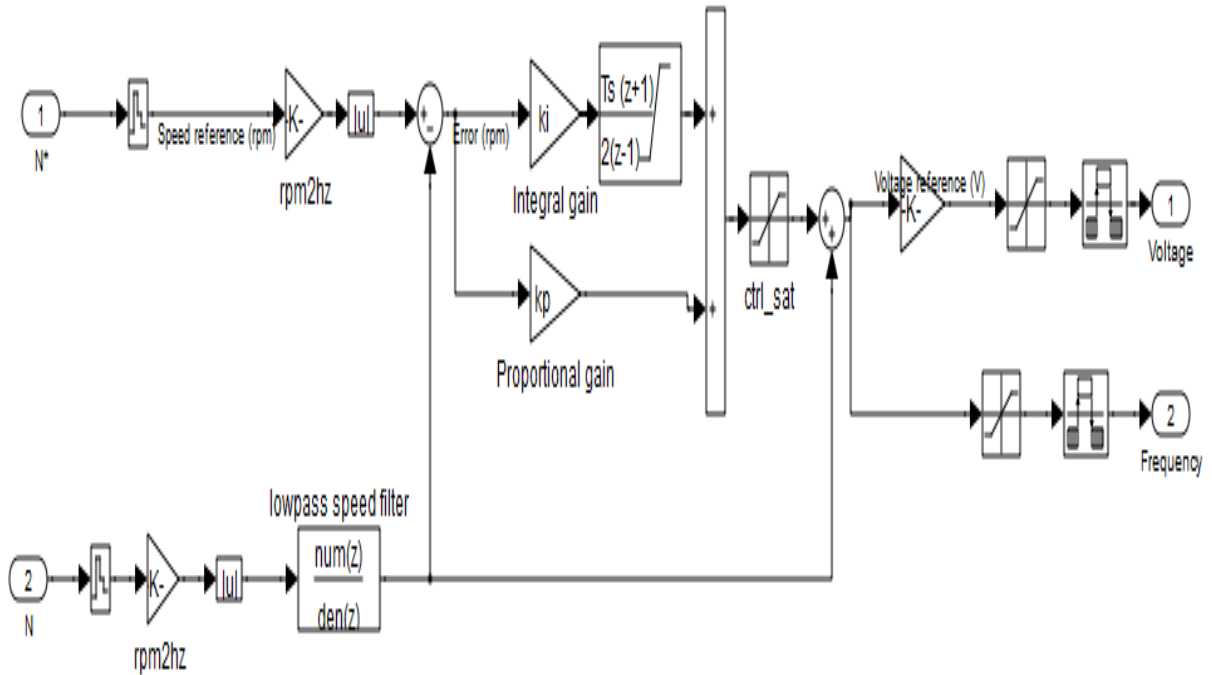 1
N*
Speed reference (rpm)
-K-
rpm2hz
|u|
+
-
Error (rpm)
ki
Integral gain
Ts (z+1)
2(z-1)
kp
Proportional gain
+
+
ctrl_sat
+
+
Voltage reference (V)
-K-
1
Voltage
2
Frequency
2
N
K-
rpm2hz
|u|
lowpass speed filter
num(z)
den(z)